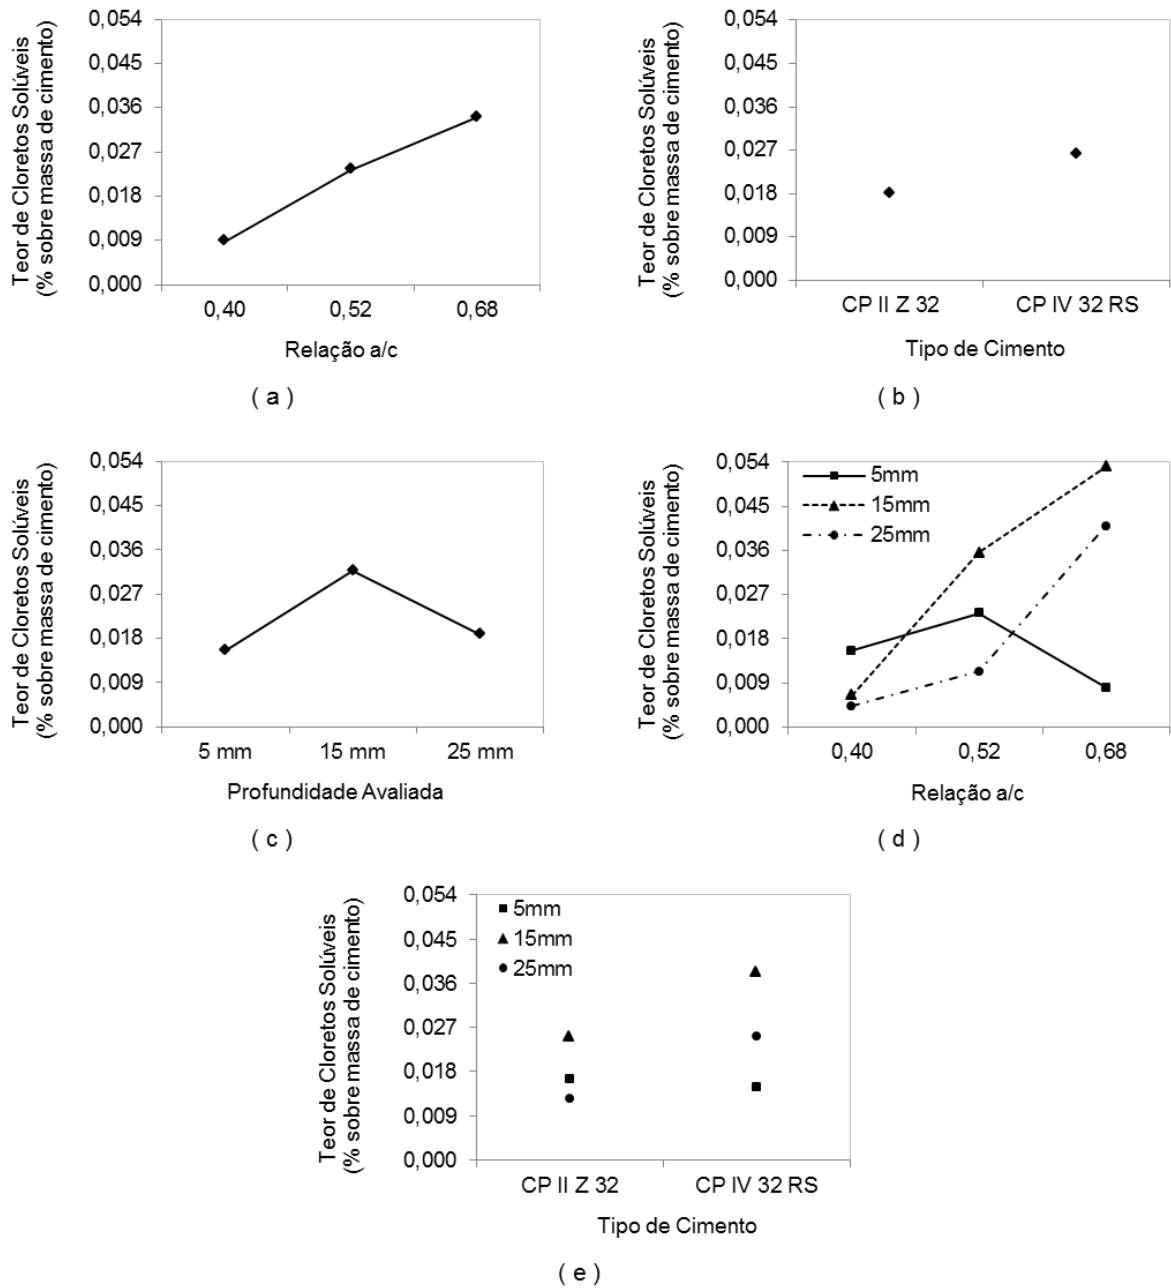 Teor de Cloretos Solúveis
(% sobre massa de cimento)
0,054
0,045
0,036
0,027
0,018
0,009
0,000
0,40
0,52
0,68
Relação a/c
( a )
Teor de Cloretos Solúveis
(% sobre massa de cimento)
0,054
0,045
0,036
0,027
0,018
0,009
0,000
CP II Z 32
CP IV 32 RS
Tipo de Cimento
( b )
Teor de Cloretos Solúveis
(% sobre massa de cimento)
0,054
0,045
0,036
0,027
0,018
0,009
0,000
5 mm
15 mm
25 mm
Profundidade Avaliada
( c )
Teor de Cloretos Solúveis
(% sobre massa de cimento)
0,054
0,045
0,036
0,027
0,018
0,009
0,000
5mm
15mm
25mm
0,40
0,52
0,68
Relação a/c
( d )
Teor de Cloretos Solúveis
(% sobre massa de cimento)
0,054
0,045
0,036
0,027
0,018
0,009
0,000
5mm
15mm
25mm
CP II Z 32
CP IV 32 RS
Tipo de Cimento
( e )